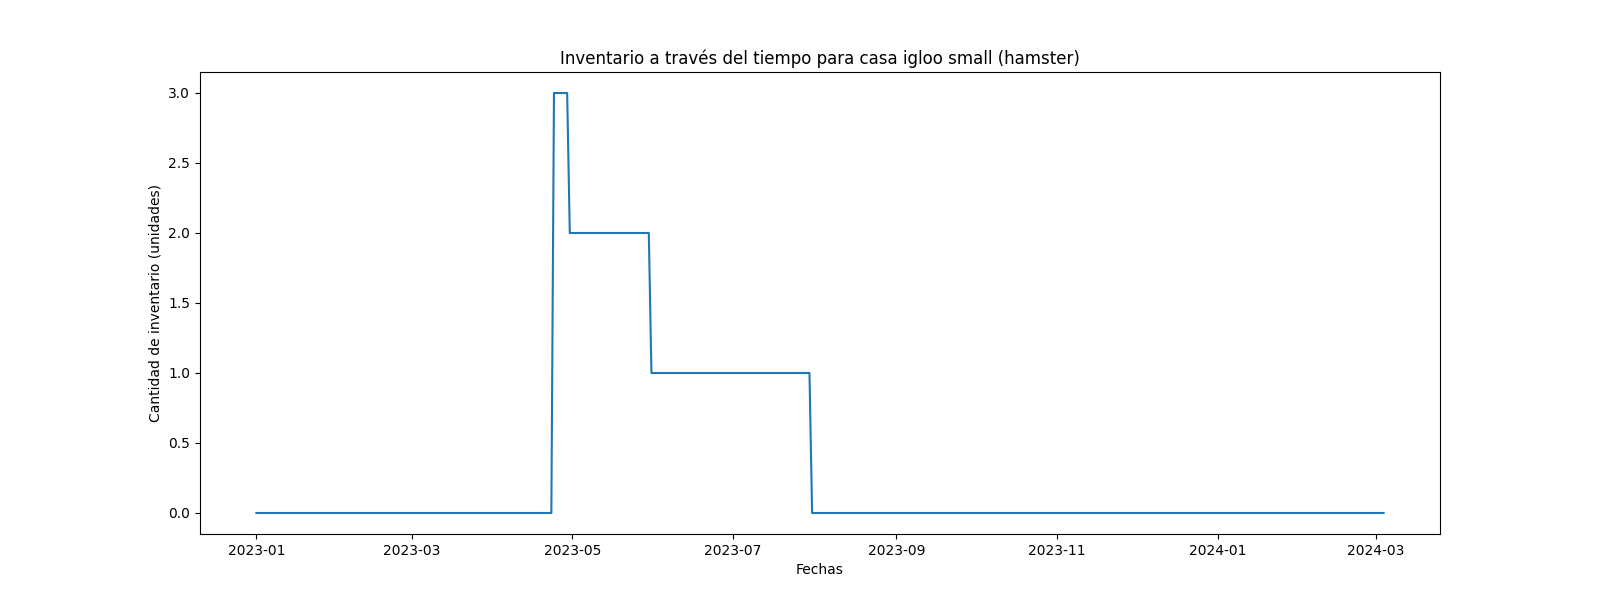 Inventario a través del tiempo para casa igloo small (hamster)
Cantidad de inventario (unidades)
3.0
2.5
2.0
1.5
1.0
0.5
0.0
2023-01 2023-03 2023-05 2023-07 2023-09 2023-11 2024-01 2024-03
Fechas